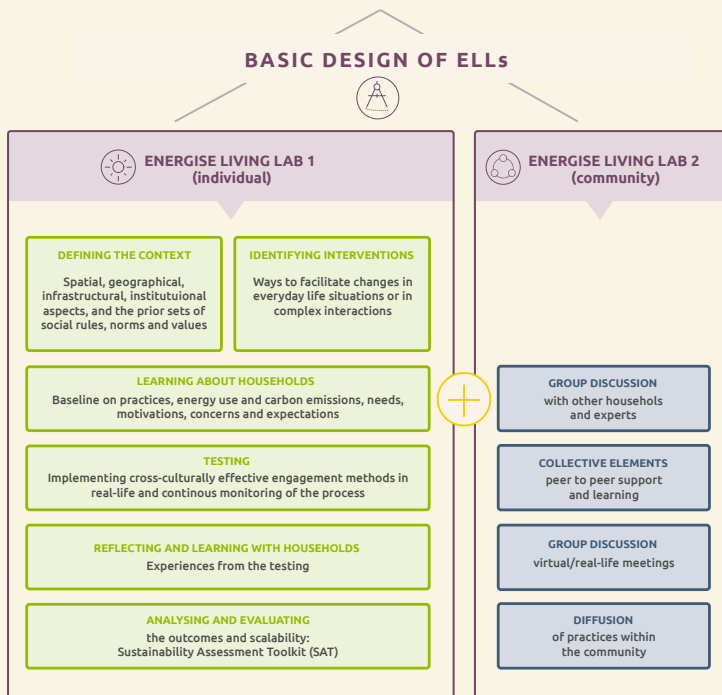 BASIC DESIGN OF ELLs
ENERGISE LIVING LAB 1
(individual)
DEFINING THE CONTEXT
Spatial, geographical,
infrastructural, institutuional
aspects, and the prior sets of
social rules, norms and values
IDENTIFYING INTERVENTIONS
Ways to facilitate changes in
everyday life situations or in
complex interactions
LEARNING ABOUT HOUSEHOLDS
Baseline on practices, energy use and carbon emissions, needs,
motivations, concerns and expectations
TESTING
Implementing cross-culturally effective engagement methods in
real-life and continous monitoring of the process
REFLECTING AND LEARNING WITH HOUSEHOLDS
Experiences from the testing
ANALYSING AND EVALUATING
the outcomes and scalability:
Sustainability Assessment Toolkit (SAT)
ENERGISE LIVING LAB 2
(community)
GROUP DISCUSSION
with other househols
and experts
COLLECTIVE ELEMENTS
peer to peer support
and learning
GROUP DISCUSSION
virtual/real-life meetings
DIFFUSION
of practices within
the community